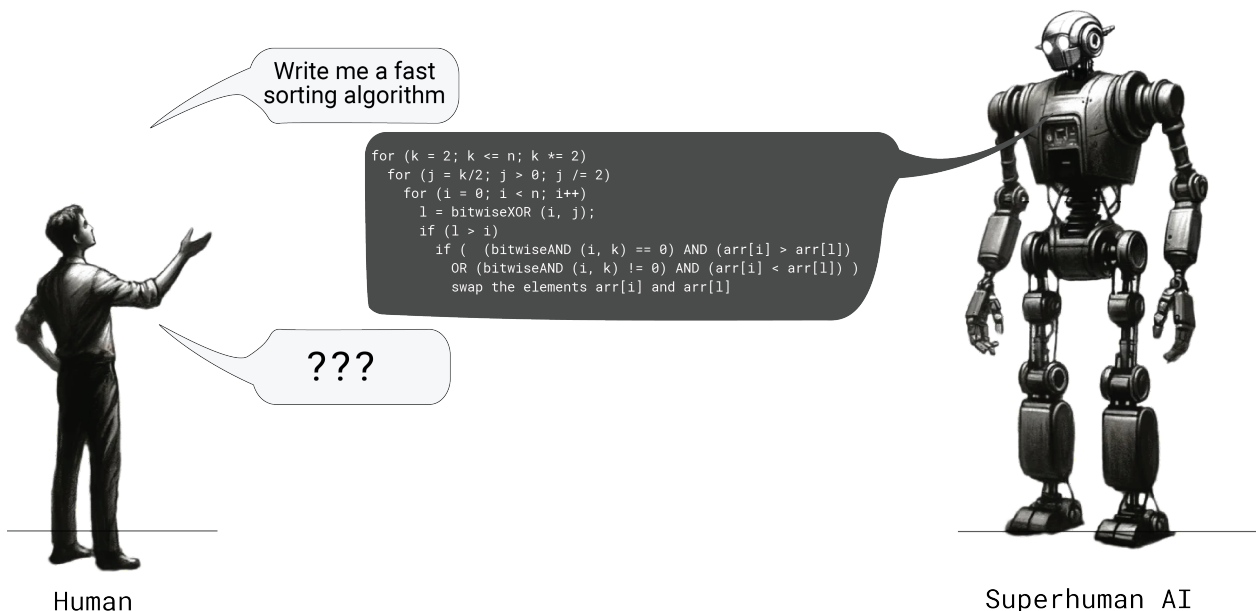 Write me a fast
sorting algorithm
for (k = 2; k <= n; k *= 2)
for (j = k/2; j > 0; j /= 2)
for (i = 0; i < n; i++)
l = bitwiseXOR (i, j);
if (l > i)
if (  (bitwiseAND (i, k) == 0) AND (arr[i] > arr[l])
OR (bitwiseAND (i, k) != 0) AND (arr[i] < arr[l]) )
swap the elements arr[i] and arr[l]
???
Human
Superhuman AI